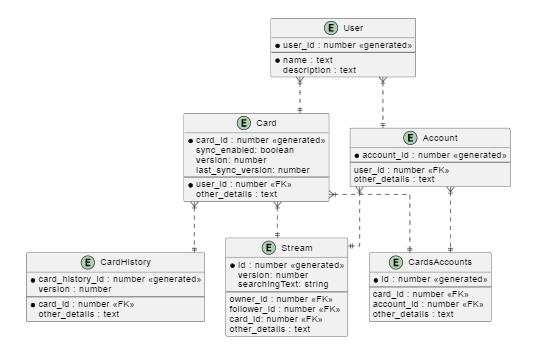 E User
● user_id : number «generated»
● name : text
description : text
E Card
● card_id : number «generated»
sync_enabled: boolean
version: number
last_sync_version: number
● user_id : number «FK»
other_details : text
E Account
● account_id : number «generated»
user_id : number «FK»
other_details : text
E CardHistory
● card_history_id : number «generated»
version : number
● card_id : number «FK»
other_details : text
E Stream
● id : number «generated»
version: number
searchingText: string
owner_id : number «FK»
follower_id : number «FK»
card_id: number «FK»
other_details : text
E CardsAccounts
● id : number «generated»
card_id : number «FK»
account_id : number «FK»
other_details : text